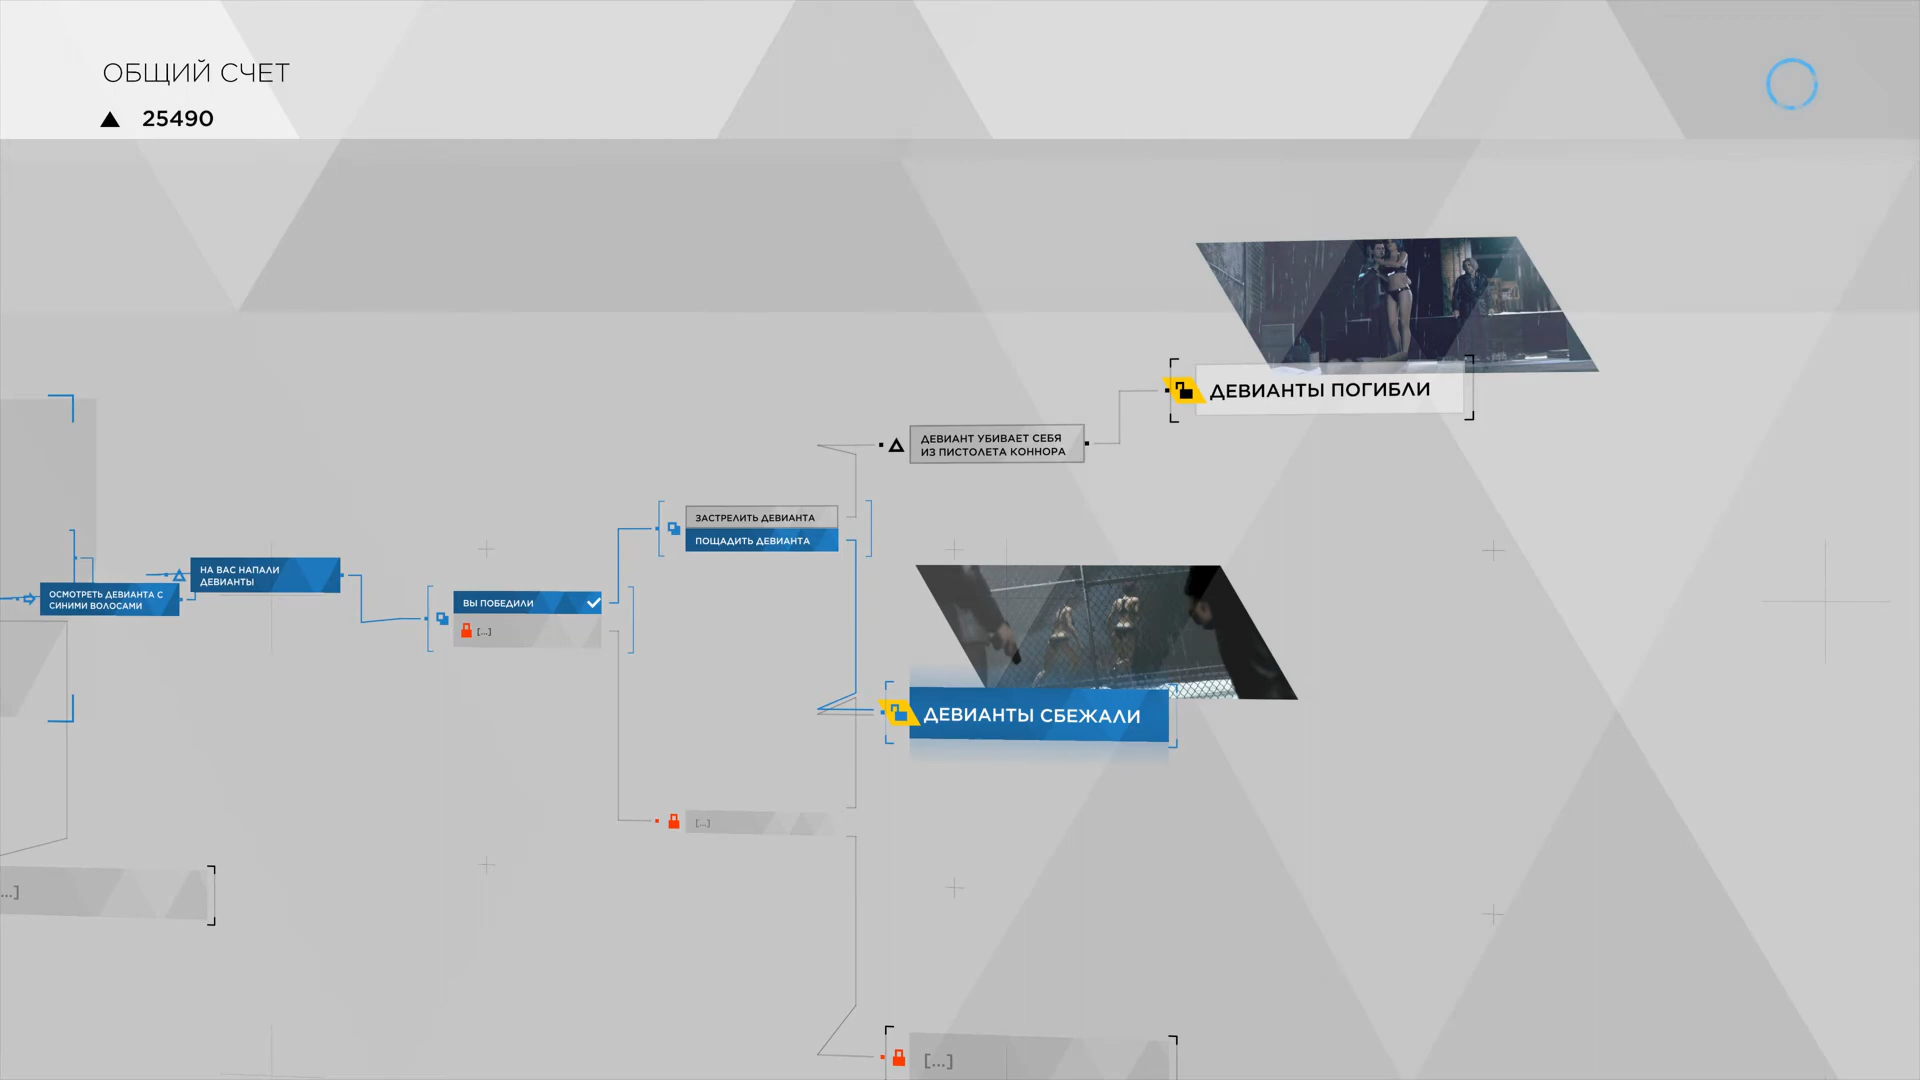 ОБЩИЙ СЧЕТ
25490
ДЕВИАНТЫ ПОГИБЛИ
ДЕВИАНТ УБИВАЕТ СЕБЯ
ИЗ ПИСТОЛЕТА КОННОРА
ЗАСТРЕЛИТЬ ДЕВИАНТА
ПОЩАДИТЬ ДЕВИАНТА
НА ВАС НАПАЛИ
ДЕВИАНТЫ
ОСМОТРЕТЬ ДЕВИАНТА С
СИНИМИ ВОЛОСАМИ
ВЫ ПОБЕДИЛИ
[...]
ДЕВИАНТЫ СБЕЖАЛИ
[...]
...]
[...]